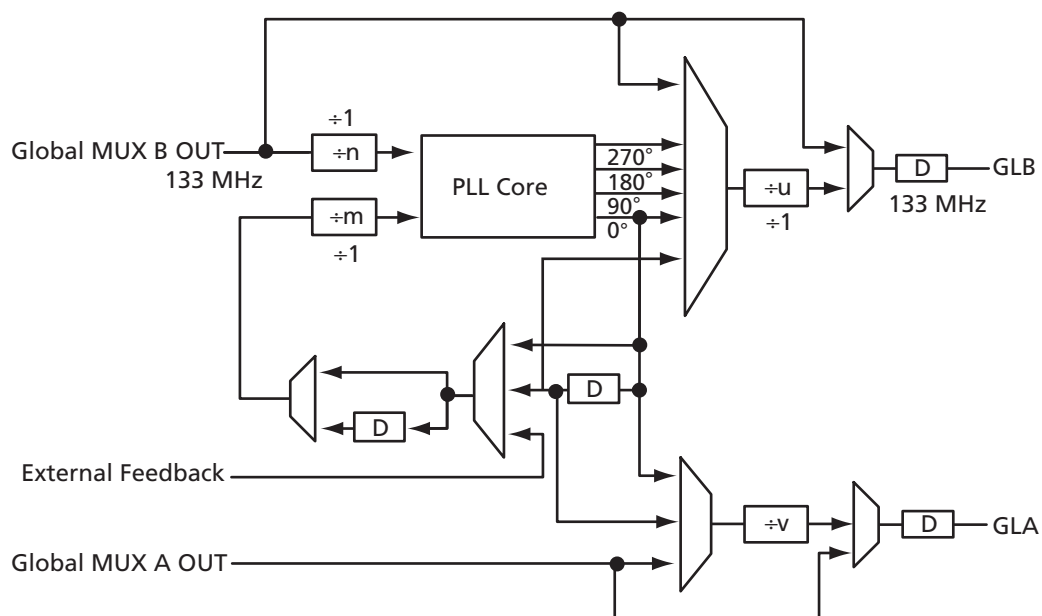 ÷1
Global MUX B OUT
÷n
133 MHz
PLL Core
270°
180°
90°
0°
÷m
÷1
÷u
÷1
D
GLB
133 MHz
D
D
External Feedback
÷v
D
GLA
Global MUX A OUT